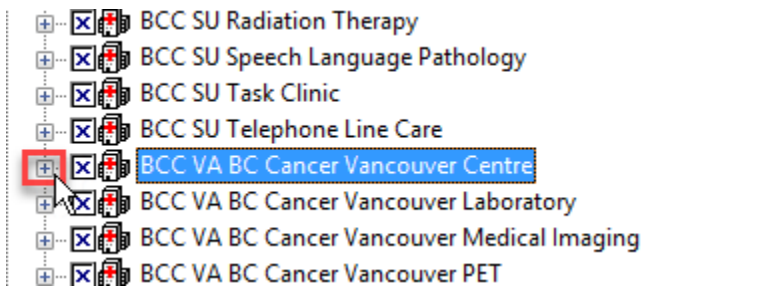 BCC SU Radiation Therapy
BCC SU Speech Language Pathology
BCC SU Task Clinic
BCC SU Telephone Line Care
BCC VA BC Cancer Vancouver Centre
BCC VA BC Cancer Vancouver Laboratory
BCC VA BC Cancer Vancouver Medical Imaging
BCC VA BC Cancer Vancouver PET